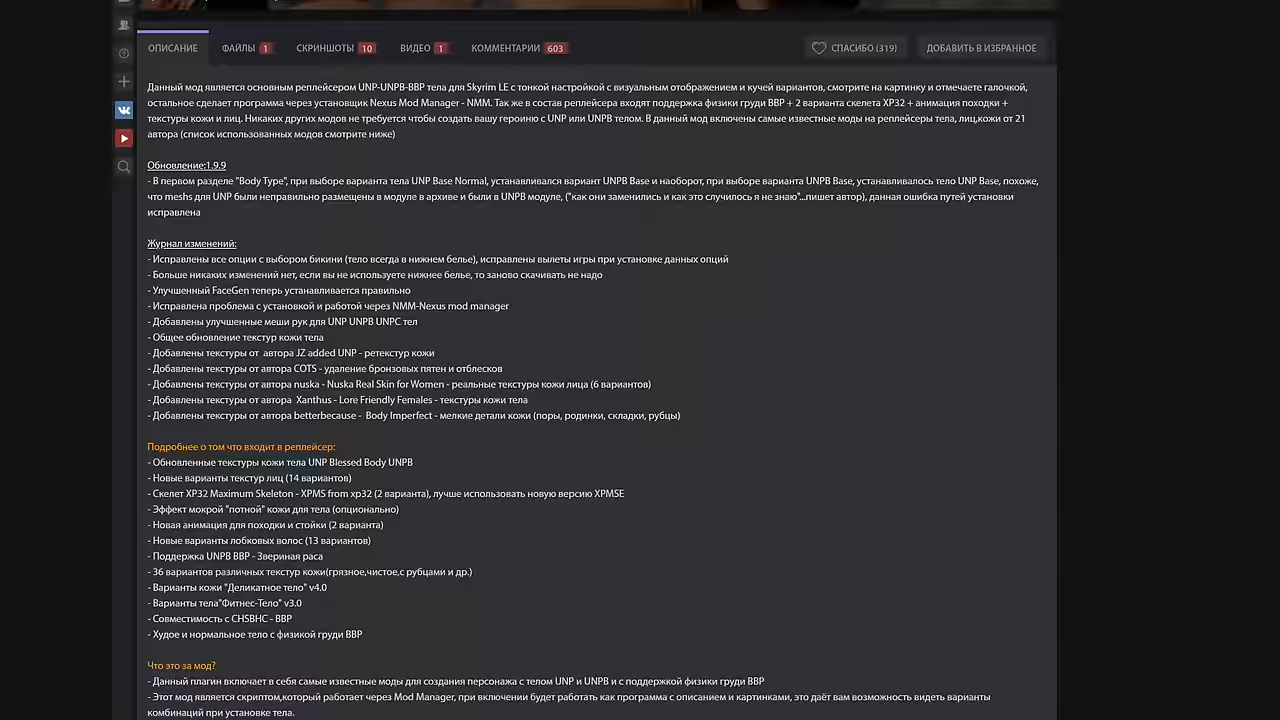 ОПИСАНИЕ ФАЙЛЫ 1 СКРИНШОТЫ 10 ВИДЕО 1 КОММЕНТАРИИ 603 СПАСИБО (319) ДОБАВИТЬ В ИЗБРАННОЕ
Данный мод является основным реплейсером UNP-UNPB-BBP тела для Skyrim LE с тонкой настройкой с визуальным отображением и кучей вариантов, смотрите на картинку и отмечаете галочкой,
остальное сделает программа через установщик Nexus Mod Manager - NMM. Так же в состав реплейсера входят поддержка физики груди BBP + 2 варианта скелета XP32 + анимация походки +
текстуры кожи и лиц. Никаких других модов не требуется чтобы создать вашу героиню с UNP или UNPB телом. В данный мод включены самые известные моды на реплейсеры тела, лиц,кожи от 21
автора (список использованных модов смотрите ниже)
Обновление:1.9.9
- В первом разделе "Body Type", при выборе варианта тела UNP Base Normal, устанавливался вариант UNPB Base и наоборот, при выборе варианта UNPB Base, устанавливалось тело UNP Base, похоже,
что meshs для UNP были неправильно размещены в модуле в архиве и были в UNPB модуле, ("как они заменились и как это случилось я не знаю"...пишет автор), данная ошибка путей установки
исправлена
Журнал изменений:
- Исправлены все опции с выбором бикини (тело всегда в нижнем белье), исправлены вылеты игры при установке данных опций
- Больше никаких изменений нет, если вы не используете нижнее белье, то заново скачивать не надо
- Улучшенный FaceGen теперь устанавливается правильно
- Исправлена проблема с установкой и работой через NMM-Nexus mod manager
- Добавлены улучшенные меши рук для UNP UNPB UNPC тел
- Общее обновление текстур кожи тела
- Добавлены текстуры от автора JZ added UNP - ретекстур кожи
- Добавлены текстуры от автора COTS - удаление бронзовых пятен и отблесков
- Добавлены текстуры от автора nuska - Nuska Real Skin for Women - реальные текстуры кожи лица (6 вариантов)
- Добавлены текстуры от автора Xanthus - Lore Friendly Females - текстуры кожи тела
- Добавлены текстуры от автора betterbecause - Body Imperfect - мелкие детали кожи (поры, родинки, складки, рубцы)
Подробнее о том что входит в реплейсер:
- Обновленные текстуры кожи тела UNP Blessed Body UNPB
- Новые варианты текстур лиц (14 вариантов)
- Скелет XP32 Maximum Skeleton - XPMS from xp32 (2 варианта), лучше использовать новую версию XPMSE
- Эффект мокрой "потной" кожи для тела (опционально)
- Новая анимация для походки и стойки (2 варианта)
- Новые варианты лобковых волос (13 вариантов)
- Поддержка UNPB BBP - Звериная раса
- 36 вариантов различных текстур кожи(грязное,чистое,с рубцами и др.)
- Варианты кожи "Деликатное тело" v4.0
- Варианты тела"Фитнес-Тело" v3.0
- Совместимость с CHSBHC - BBP
- Худое и нормальное тело с физикой груди BBP
Что это за мод?
- Данный плагин включает в себя самые известные моды для создания персонажа с телом UNP и UNPB и с поддержкой физики груди BBP
- Этот мод является скриптом,который работает через Mod Manager, при включении будет работать как программа с описанием и картинками, это даёт вам возможность видеть варианты
комбинаций при установке тела.